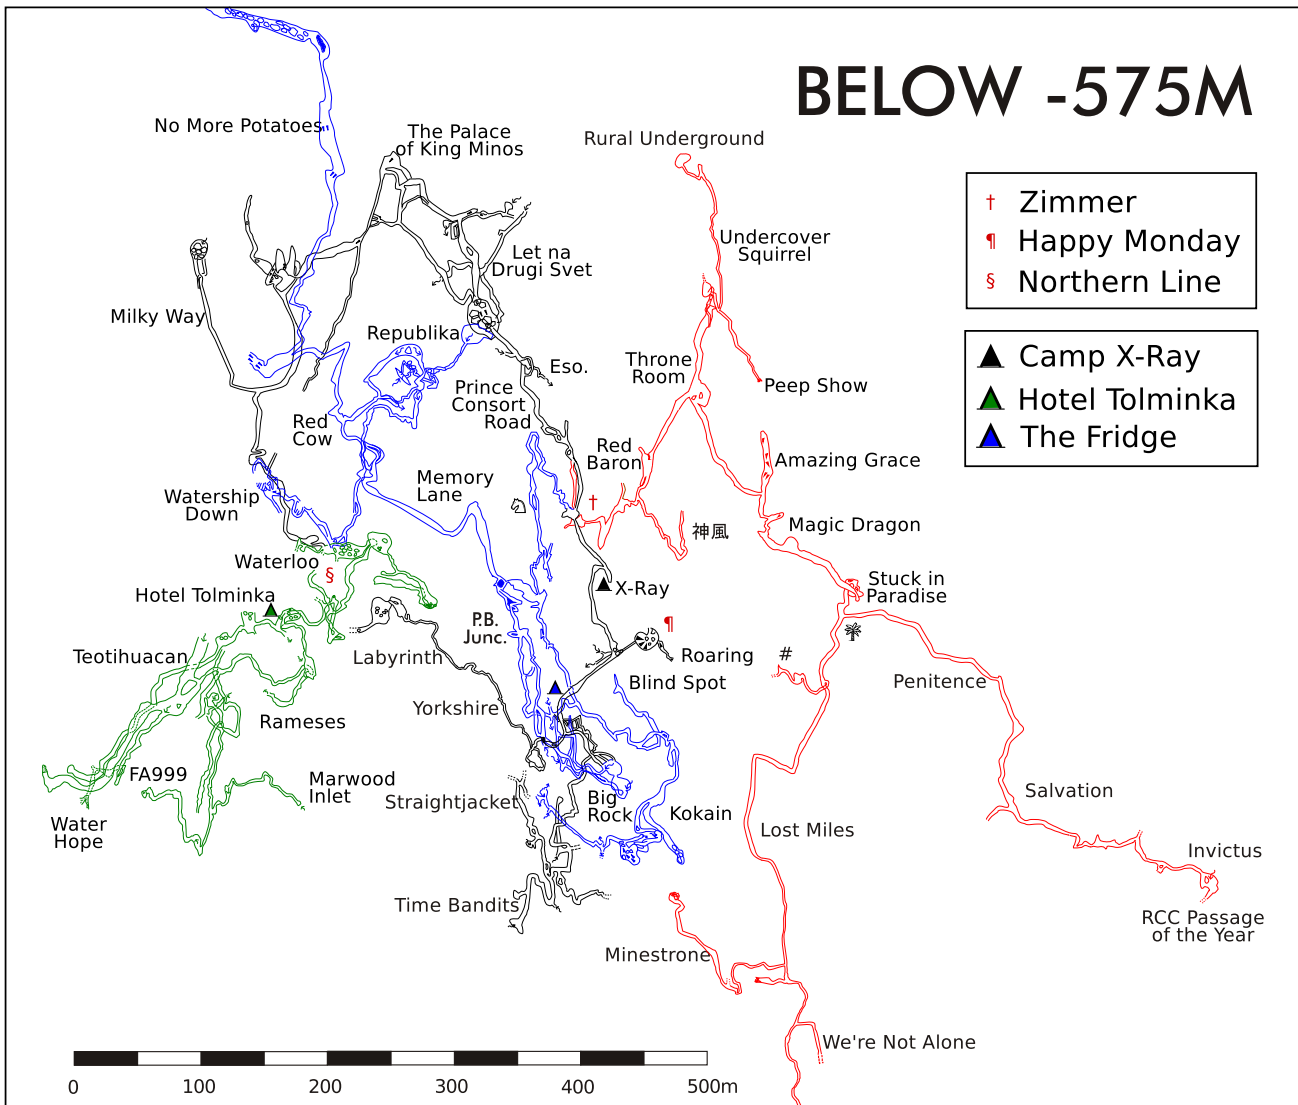 BELOW -575M
No More Potatoes
The Palace
of King Minos
Rural Underground
† Zimmer
¶ Happy Monday
§ Northern Line
Undercover
Squirrel
Let na
Drugi Svet
Milky Way
Republika
Camp X-Ray
Hotel Tolminka
The Fridge
Eso.
Throne
Room
Peep Show
Prince
Consort
Road
Red
Cow
Red
Baron
Amazing Grace
Memory
Lane
Watership
Down
†
神風
Magic Dragon
Waterloo
§
Hotel Tolminka
X-Ray
Stuck in
Paradise
P.B.
Junc.
¶
Teotihuacan
Labyrinth
Roaring
#
Blind Spot
Penitence
Rameses
Yorkshire
FA999
Marwood
Inlet
Straightjacket
Big
Rock
Kokain
Salvation
Water
Hope
Lost Miles
Invictus
Time Bandits
RCC Passage
of the Year
Minestrone
We're Not Alone
0 100 200 300 400 500m